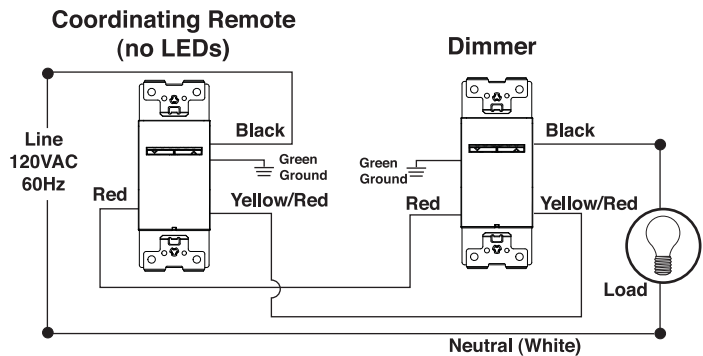 Coordinating Remote
(no LEDs)
Dimmer
Line
120VAC
60Hz
Black
Green
Ground
Red
Yellow/Red
Black
Green
Ground
Red
Yellow/Red
Load
Neutral (White)